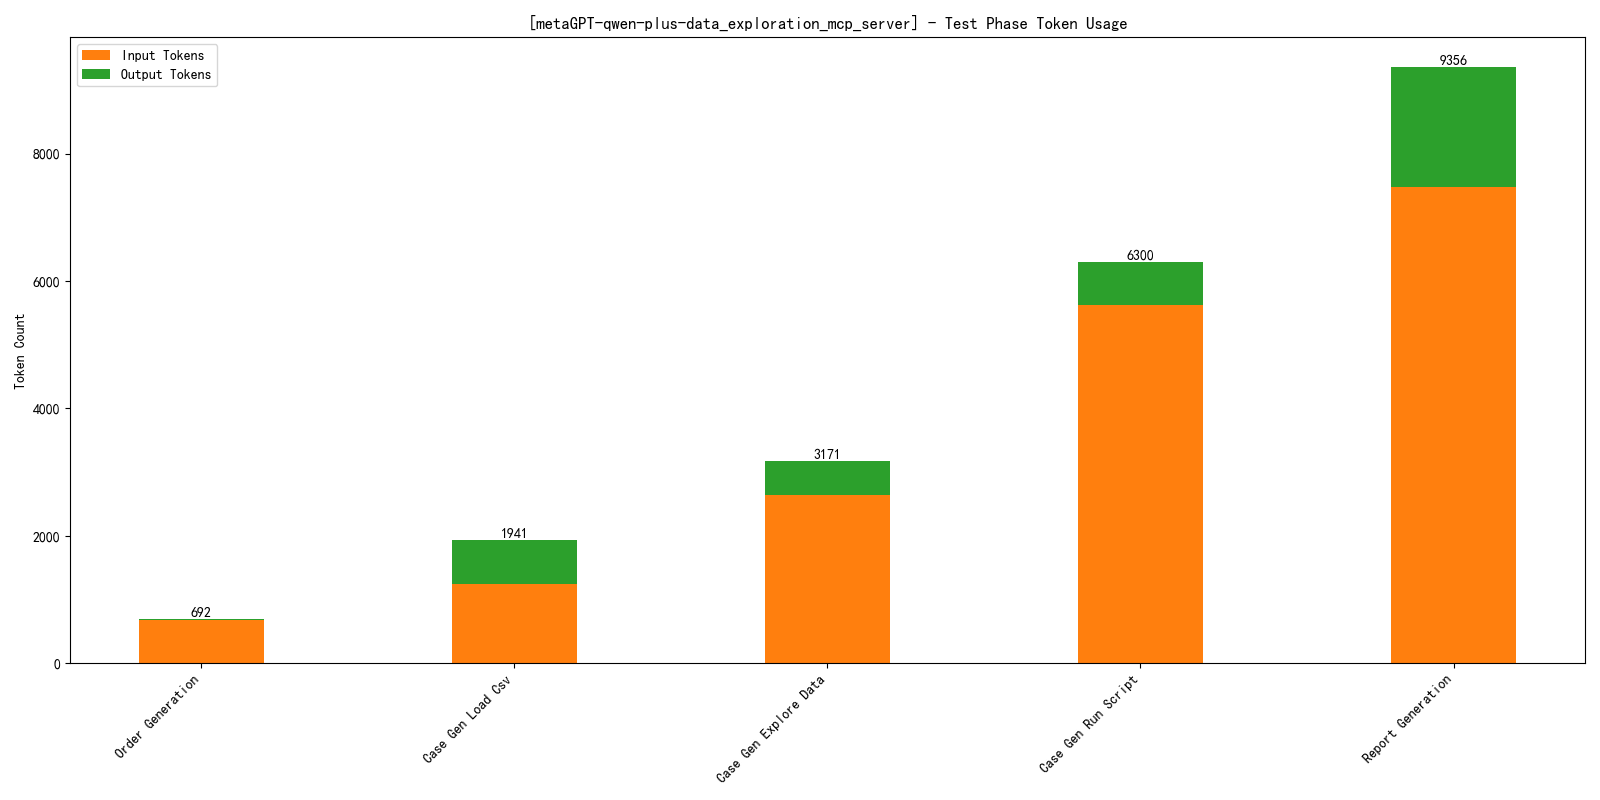 [metaGPT-qwen-plus-data_exploration_mcp_server] - Test Phase Token Usage
Input Tokens
Output Tokens
Token Count
8000
6000
4000
2000
0
692
1941
3171
6300
9356
Order Generation
Case Gen Load Csv
Case Gen Explore Data
Case Gen Run Script
Report Generation